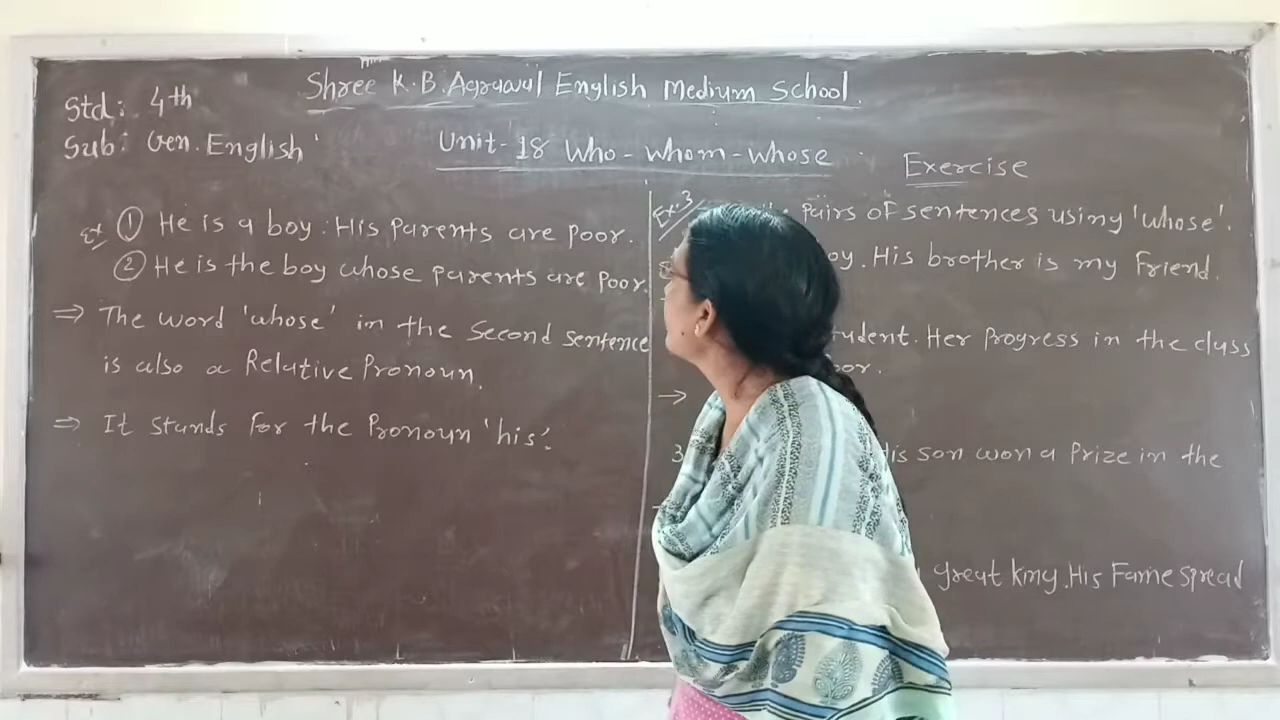 Shree K.B. Agrawal English Medium School.
Std: 4th
Sub: Gen. English
Unit-18 Who-Whom-Whose
Exercise
Ex ① He is a boy. His parents are poor.
② He is the boy whose parents are poor.
⇒ The word 'whose' in the Second sentence
is also a Relative Pronoun.
⇒ It stands for the Pronoun 'his'.
Ex.3 pairs of sentences using 'whose'.
His brother is my Friend.
Her Progress in the class
→
3
son won a Prize in the
great king. His Fame spread